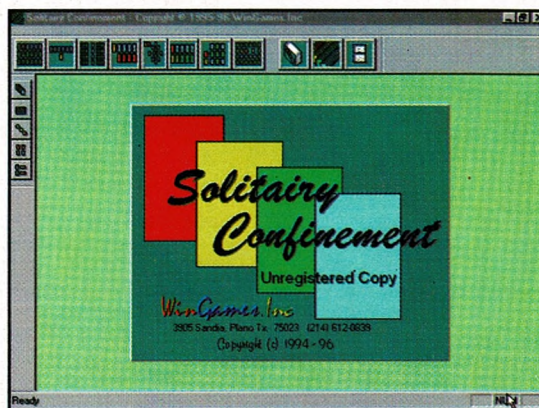 Solitairy Confinement - Copyright © 1995-96 WinGames, Inc
Solitairy
Confinement
Unregistered Copy
WinGames, Inc
3905 Sandia, Plano Tx. 75023 (214) 612-0839
Copyright (c) 1994-96
Ready